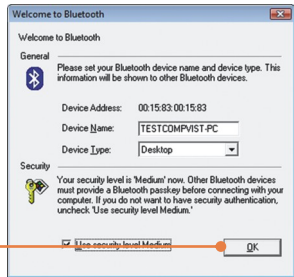 Welcome to Bluetooth
Welcome to Bluetooth
General
Please set your Bluetooth device name and device type. This
information will be shown to other Bluetooth devices.
Device Address: 00:15:83:00:15:83
Device Name: TESTCOMPVIST-PC
Device Type: Desktop
Security
Your security level is 'Medium' now. Other Bluetooth devices
must provide a Bluetooth passkey before connecting with your
computer. If you do not want to have security authentication,
uncheck 'Use security level Medium.'
Use security level Medium
OK